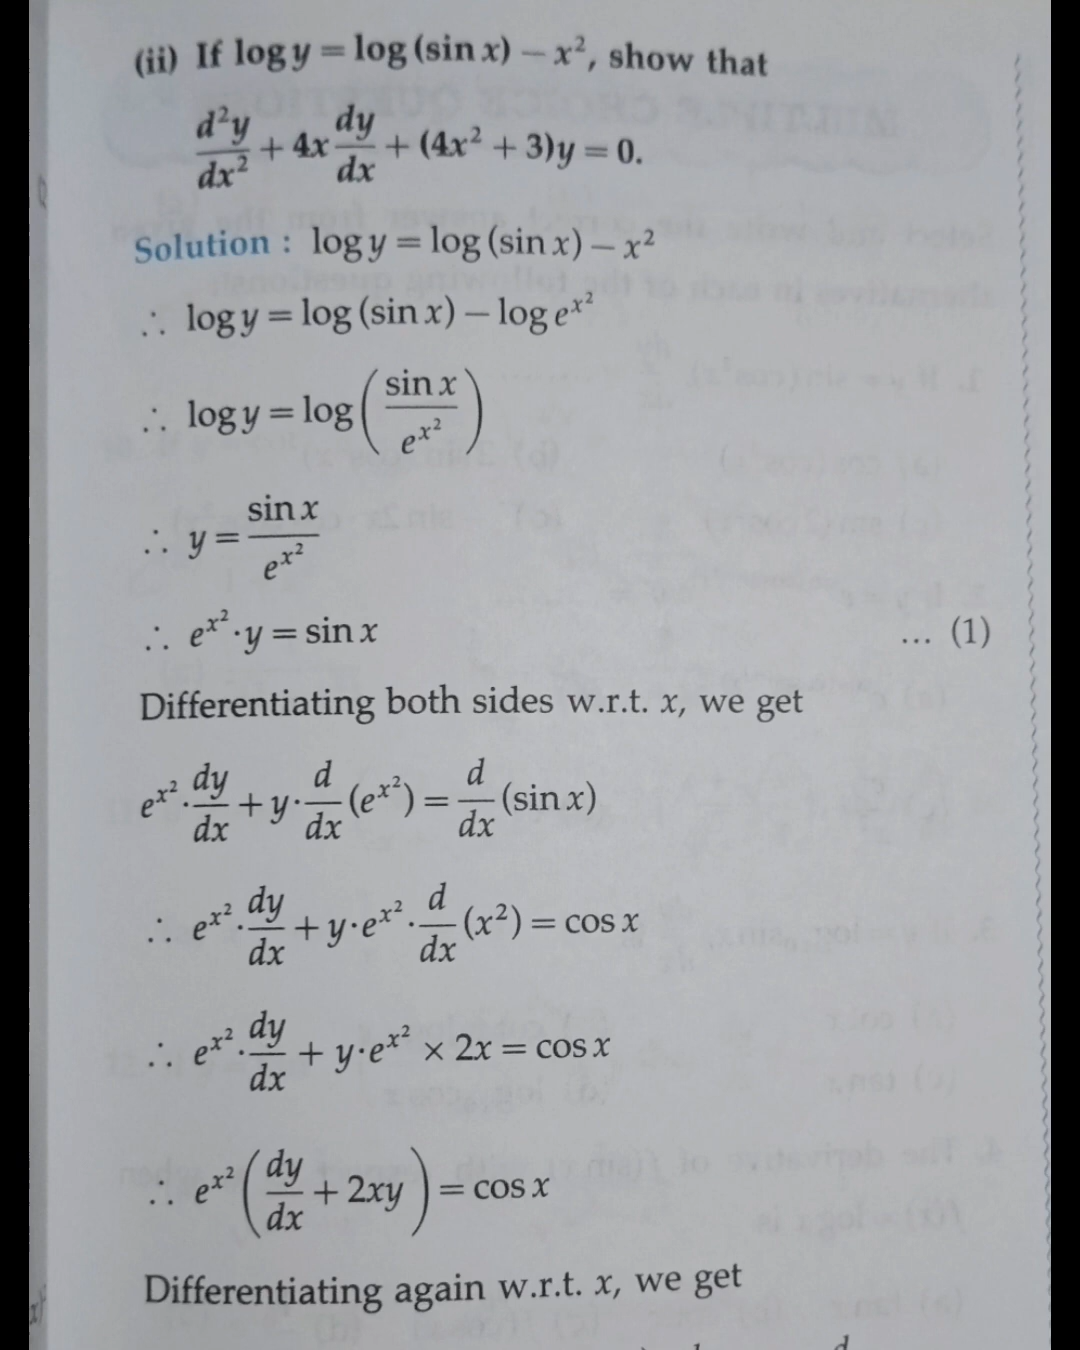 (ii) If log y = log (sin x) – x², show that
d²y/dx² + 4x dy/dx + (4x² + 3)y = 0.
Solution : log y = log (sin x) – x²
∴ log y = log (sin x) – log e^(x²)
∴ log y = log (sin x / e^(x²))
∴ y = sin x / e^(x²)
∴ e^(x²)·y = sin x ... (1)
Differentiating both sides w.r.t. x, we get
e^(x²)·dy/dx + y·d/dx (e^(x²)) = d/dx (sin x)
∴ e^(x²)·dy/dx + y·e^(x²)·d/dx (x²) = cos x
∴ e^(x²)·dy/dx + y·e^(x²) × 2x = cos x
∴ e^(x²) (dy/dx + 2xy) = cos x
Differentiating again w.r.t. x, we get